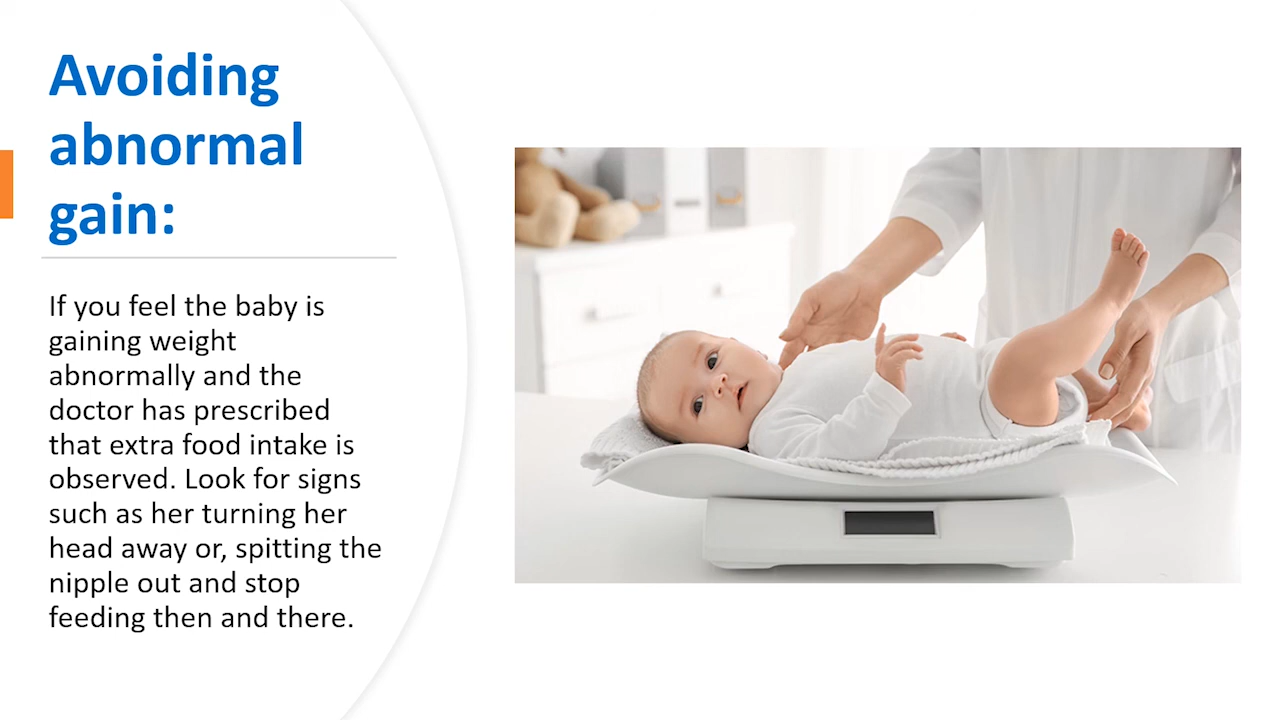 Avoiding
abnormal
gain:
If you feel the baby is
gaining weight
abnormally and the
doctor has prescribed
that extra food intake is
observed. Look for signs
such as her turning her
head away or, spitting the
nipple out and stop
feeding then and there.